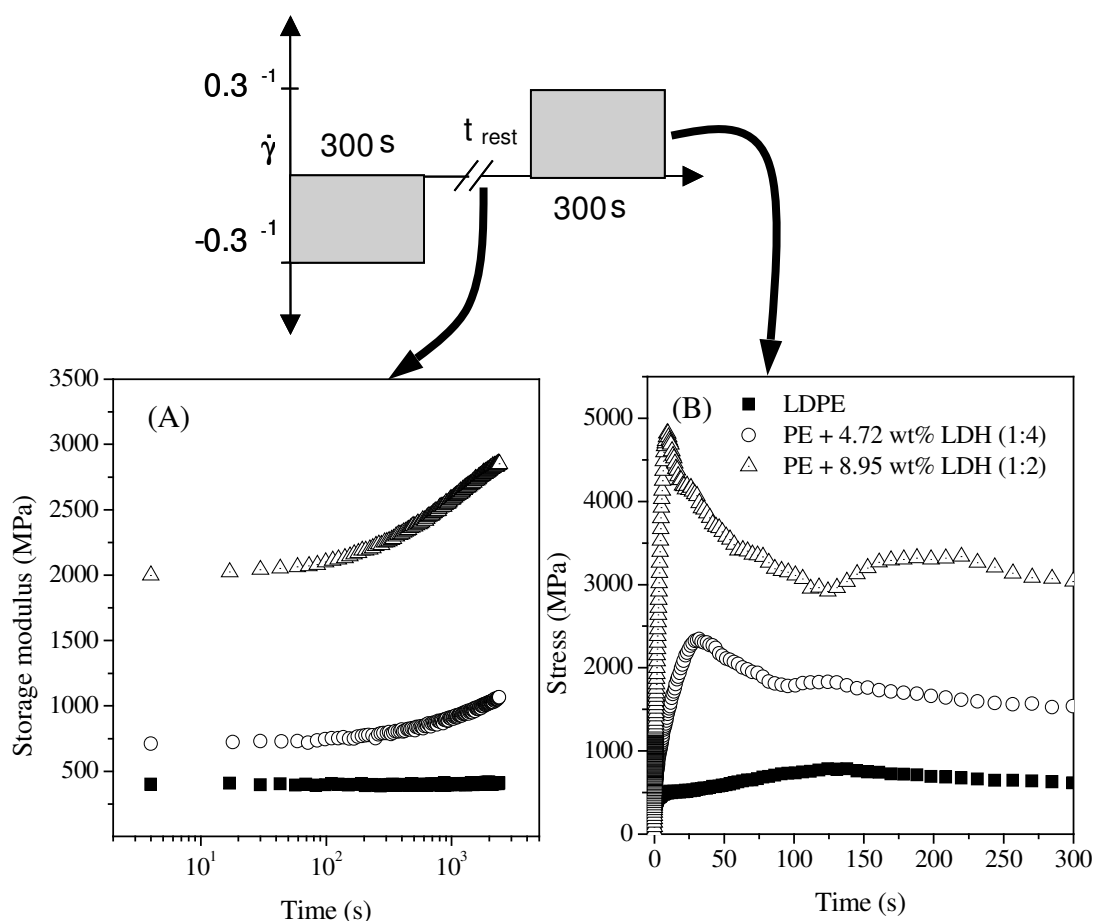 0.3 -1
300 s
γ̇
t rest
-0.3 -1
300 s
(A)
Storage modulus (MPa)
3500
3000
2500
2000
1500
1000
500
10¹
10²
10³
Time (s)
(B)
LDPE
PE + 4.72 wt% LDH (1:4)
PE + 8.95 wt% LDH (1:2)
Stress (MPa)
5000
4000
3000
2000
1000
0
0 50 100 150 200 250 300
Time (s)